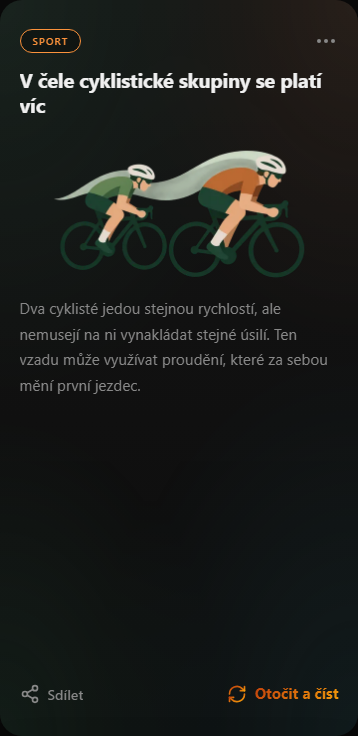 SPORT
V čele cyklistické skupiny se platí
víc
Dva cyklisté jedou stejnou rychlostí, ale
nemusejí na ni vynakládat stejné úsilí. Ten
vzadu může využívat proudění, které za sebou
mění první jezdec.
Sdílet
Otočit a číst